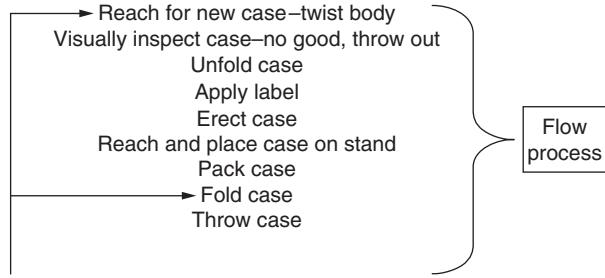 Reach for new case–twist body
Visually inspect case–no good, throw out
Unfold case
Apply label
Erect case
Reach and place case on stand
Pack case
Fold case
Throw case
Flow
process